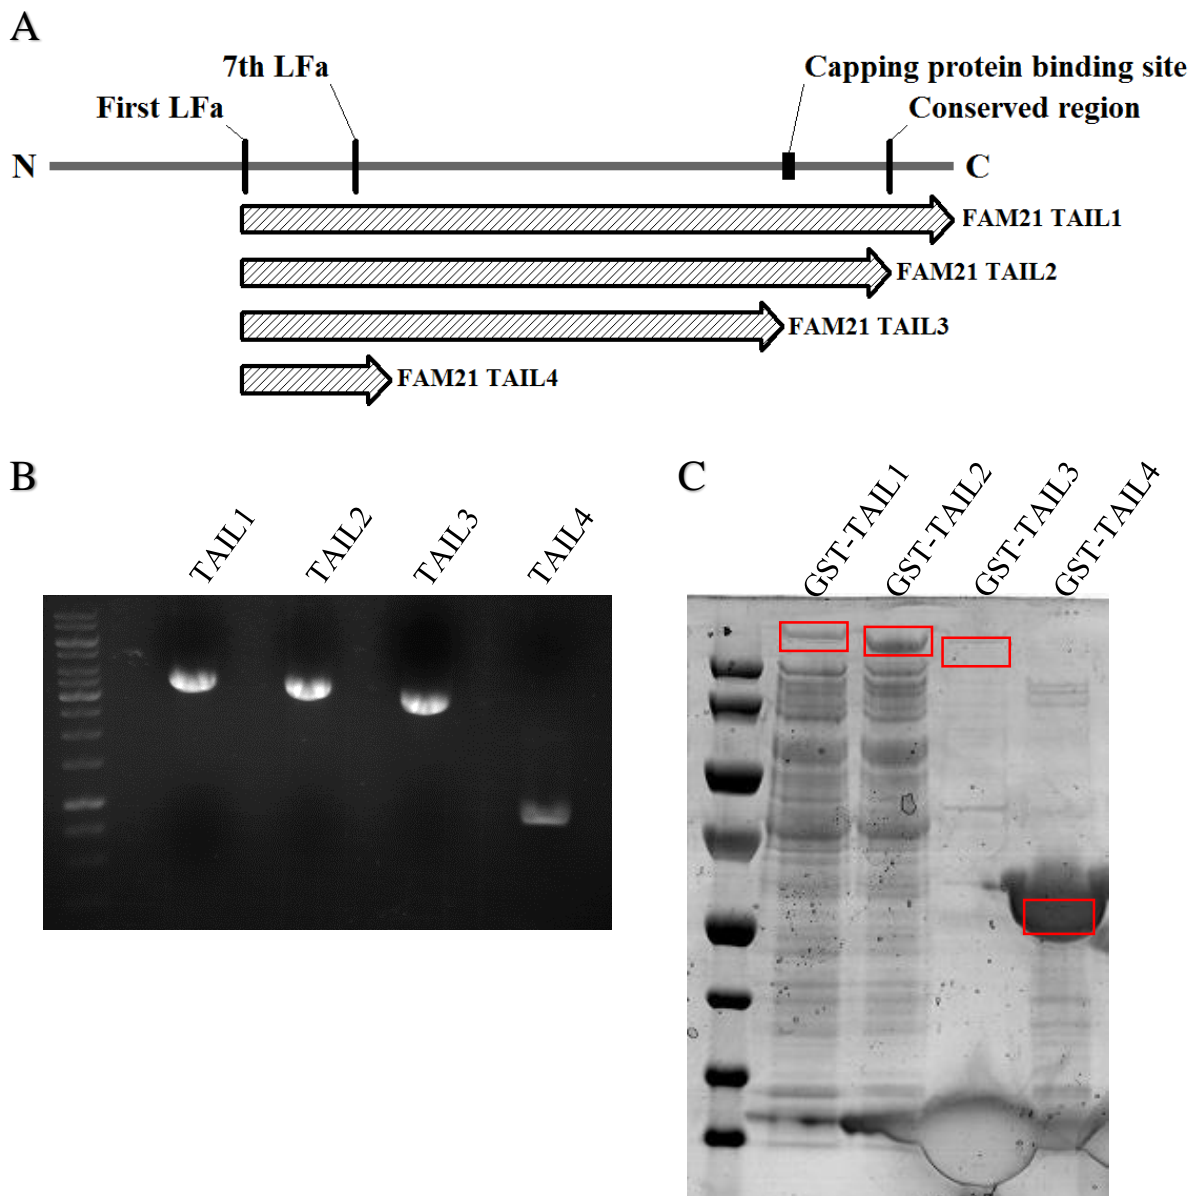 A
7th LFa
Capping protein binding site
First LFa
Conserved region
N
C
FAM21 TAIL1
FAM21 TAIL2
FAM21 TAIL3
FAM21 TAIL4
B
TAIL1
TAIL2
TAIL3
TAIL4
C
GST-TAIL1
GST-TAIL2
GST-TAIL3
GST-TAIL4